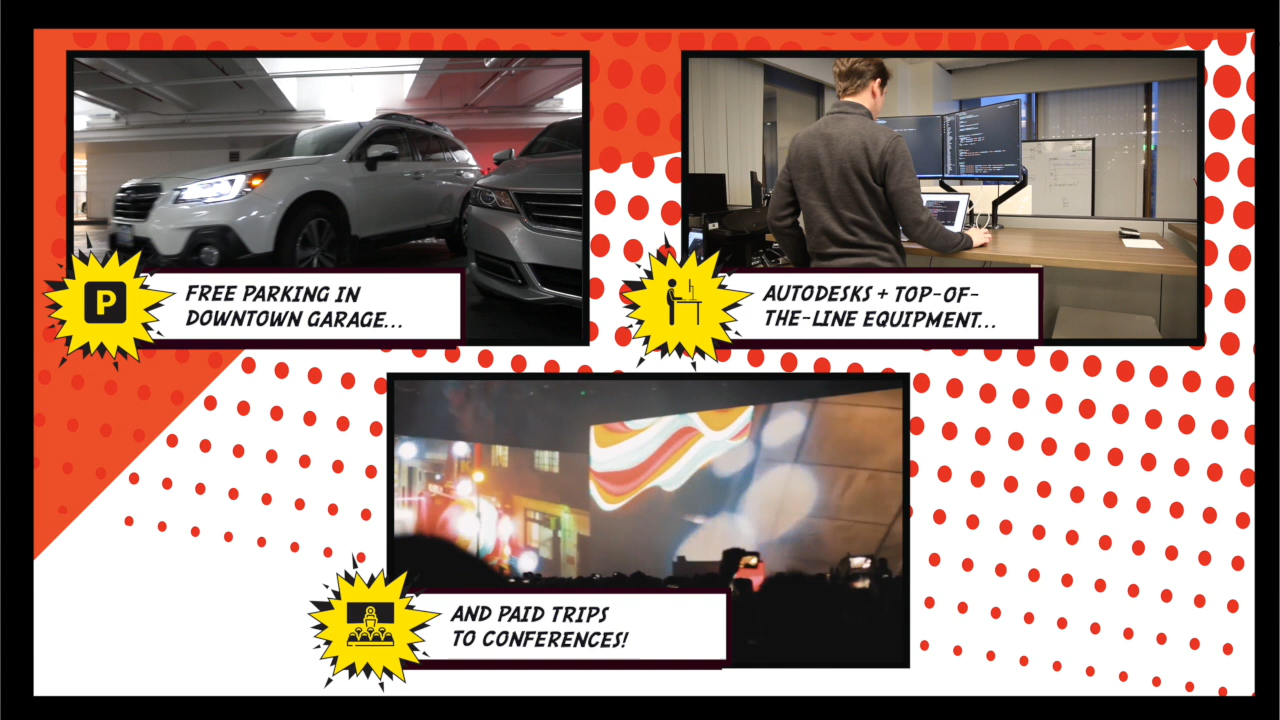 P
FREE PARKING IN
DOWNTOWN GARAGE...
AUTODESKS + TOP-OF-
THE-LINE EQUIPMENT...
AND PAID TRIPS
TO CONFERENCES!